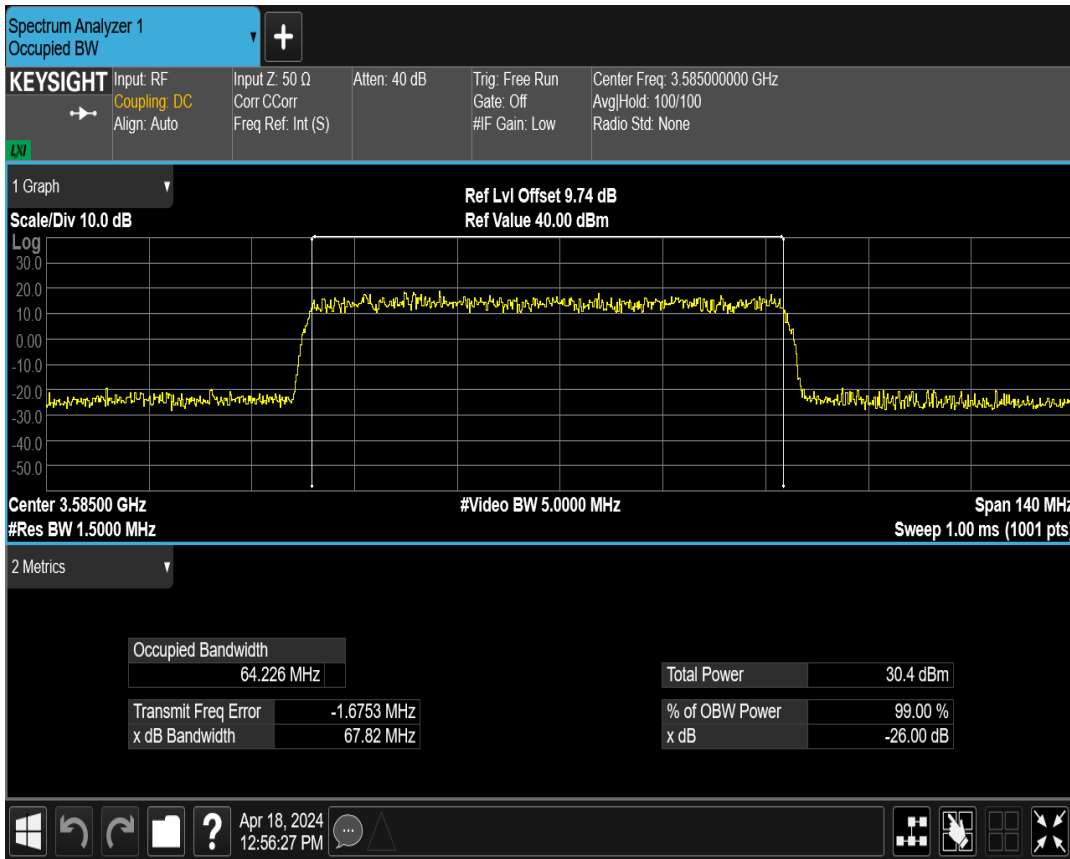 Spectrum Analyzer 1
Occupied BW
KEYSIGHT
LXI
Input: RF
Coupling: DC
Align: Auto
Input Z: 50 Ω
Corr CCorr
Freq Ref: Int (S)
Atten: 40 dB
Trig: Free Run
Gate: Off
#IF Gain: Low
Center Freq: 3.585000000 GHz
Avg|Hold: 100/100
Radio Std: None
1 Graph
Scale/Div 10.0 dB
Ref Lvl Offset 9.74 dB
Ref Value 40.00 dBm
Log
30.0
20.0
10.0
0.00
-10.0
-20.0
-30.0
-40.0
-50.0
Center 3.58500 GHz
#Video BW 5.0000 MHz
Span 140 MHz
#Res BW 1.5000 MHz
Sweep 1.00 ms (1001 pts)
2 Metrics
Occupied Bandwidth
64.226 MHz
Total Power 30.4 dBm
Transmit Freq Error -1.6753 MHz
% of OBW Power 99.00 %
x dB Bandwidth 67.82 MHz
x dB -26.00 dB
?
Apr 18, 2024
12:56:27 PM